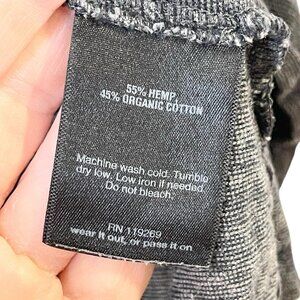 55% HEMP
45% ORGANIC COTTON
Machine wash cold. Tumble
dry low. Low iron if needed.
Do not bleach.
RN 119269
wear it out, or pass it on